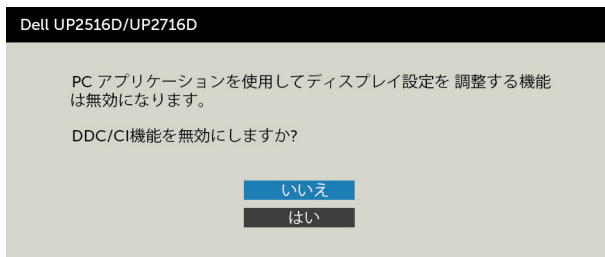 Dell UP2516D/UP2716D
PC アプリケーションを使用してディスプレイ設定を 調整する機能
は無効になります。
DDC/CI機能を無効にしますか?
いいえ
はい